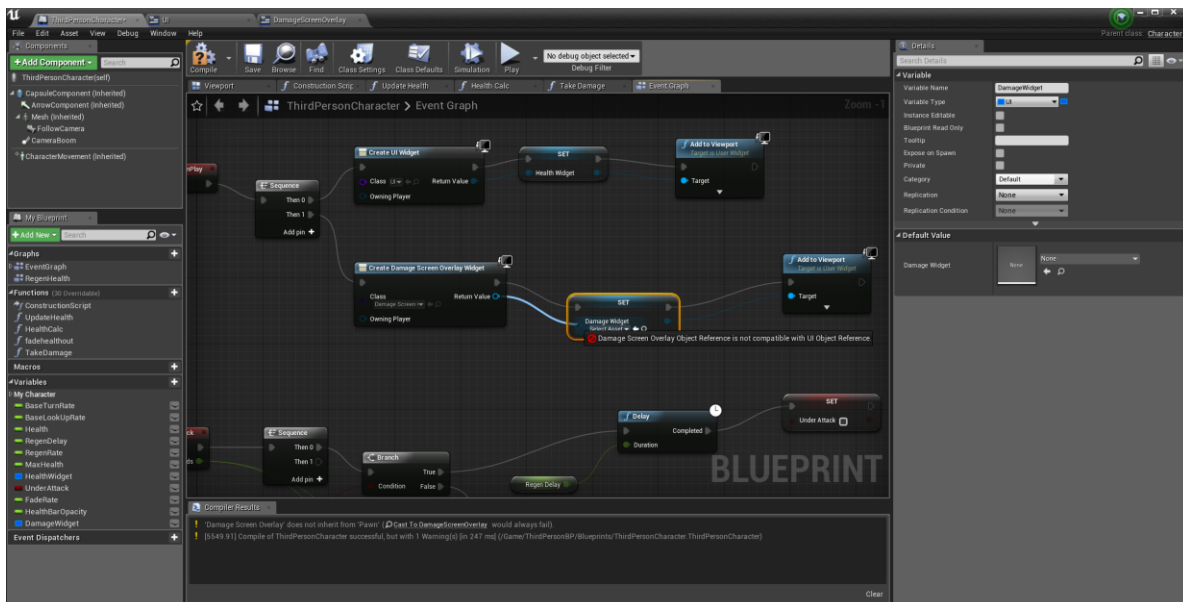 ThirdPersonCharacter
UI
DamageScreenOverlay
File Edit Asset View Debug Window Help
Parent class: Character
Components
+Add Component
Search
ThirdPersonCharacter(self)
CapsuleComponent (Inherited)
ArrowComponent (Inherited)
Mesh (Inherited)
FollowCamera
CameraBoom
CharacterMovement (Inherited)
My Blueprint
+Add New
Search
Graphs
EventGraph
RegenHealth
Functions (30 Overridable)
ConstructionScript
UpdateHealth
HealthCalc
fadehealthout
TakeDamage
Macros
Variables
My Character
BaseTurnRate
BaseLookUpRate
Health
RegenDelay
RegenRate
MaxHealth
HealthWidget
UnderAttack
FadeRate
HealthBarOpacity
DamageWidget
Event Dispatchers
Compile
Save
Browse
Find
Class Settings
Class Defaults
Simulation
Play
No debug object selected
Debug Filter
Viewport
Construction Scrip
Update Health
Health Calc
Take Damage
Event Graph
ThirdPersonCharacter > Event Graph
Zoom -1
nPlay
Sequence
Then 0
Then 1
Add pin +
Create UI Widget
Class UI
Return Value
Owning Player
SET
Health Widget
Add to Viewport
Target is User Widget
Target
Create Damage Screen Overlay Widget
Class
Damage Screen
Return Value
Owning Player
SET
Damage Widget
Select Asset
Add to Viewport
Target is User Widget
Target
Damage Screen Overlay Object Reference is not compatible with UI Object Reference.
ck
ds
Sequence
Then 0
Then 1
Add pin +
Branch
True
Condition False
Delay
Completed
Duration
Regen Delay
SET
Under Attack
BLUEPRINT
Compiler Results
'Damage Screen Overlay' does not inherit from 'Pawn' ( Cast To DamageScreenOverlay would always fail).
[5549.91] Compile of ThirdPersonCharacter successful, but with 1 Warning(s) [in 247 ms] (/Game/ThirdPersonBP/Blueprints/ThirdPersonCharacter.ThirdPersonCharacter)
Clear
Details
Search Details
Variable
Variable Name DamageWidget
Variable Type UI
Instance Editable
Blueprint Read Only
Tooltip
Expose on Spawn
Private
Category Default
Replication None
Replication Condition None
Default Value
Damage Widget
None
None